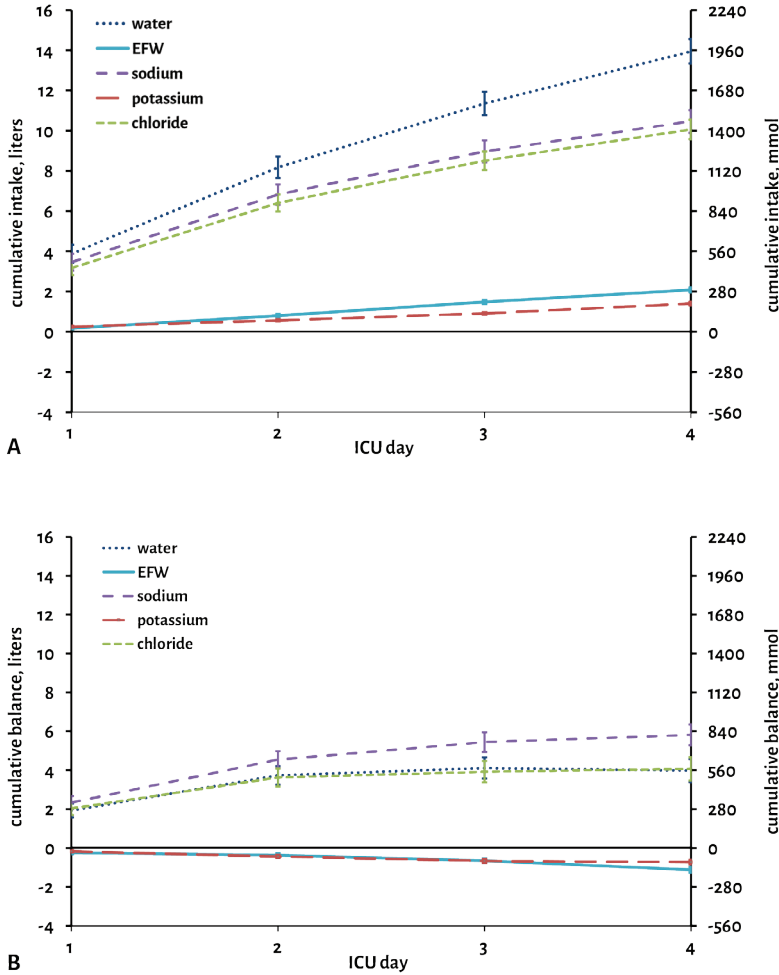 16 2240
water
EFW
sodium
potassium
chloride
14 1960
12 1680
10 1400
8 1120
6 840
4 560
2 280
0 0
-2 -280
-4 -560
cumulative intake, liters
cumulative intake, mmol
1 2 3 4
ICU day
A
16 2240
water
EFW
sodium
potassium
chloride
14 1960
12 1680
10 1400
8 1120
6 840
4 560
2 280
0 0
-2 -280
-4 -560
cumulative balance, liters
cumulative balance, mmol
1 2 3 4
ICU day
B